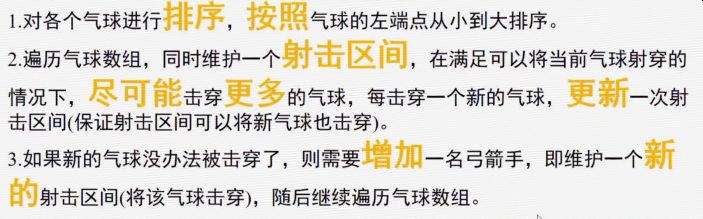 1.对各个气球进行排序，按照气球的左端点从小到大排序。
2.遍历气球数组，同时维护一个射击区间，在满足可以将当前气球射穿的
情况下，尽可能击穿更多的气球，每击穿一个新的气球，更新一次射
击区间(保证射击区间可以将新气球也击穿)。
3.如果新的气球没办法被击穿了，则需要增加一名弓箭手，即维护一个新
的射击区间(将该气球击穿)，随后继续遍历气球数组。